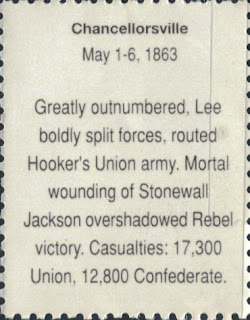 Chancellorsville
May 1-6, 1863
Greatly outnumbered, Lee
boldly split forces, routed
Hooker's Union army. Mortal
wounding of Stonewall
Jackson overshadowed Rebel
victory. Casualties: 17,300
Union, 12,800 Confederate.